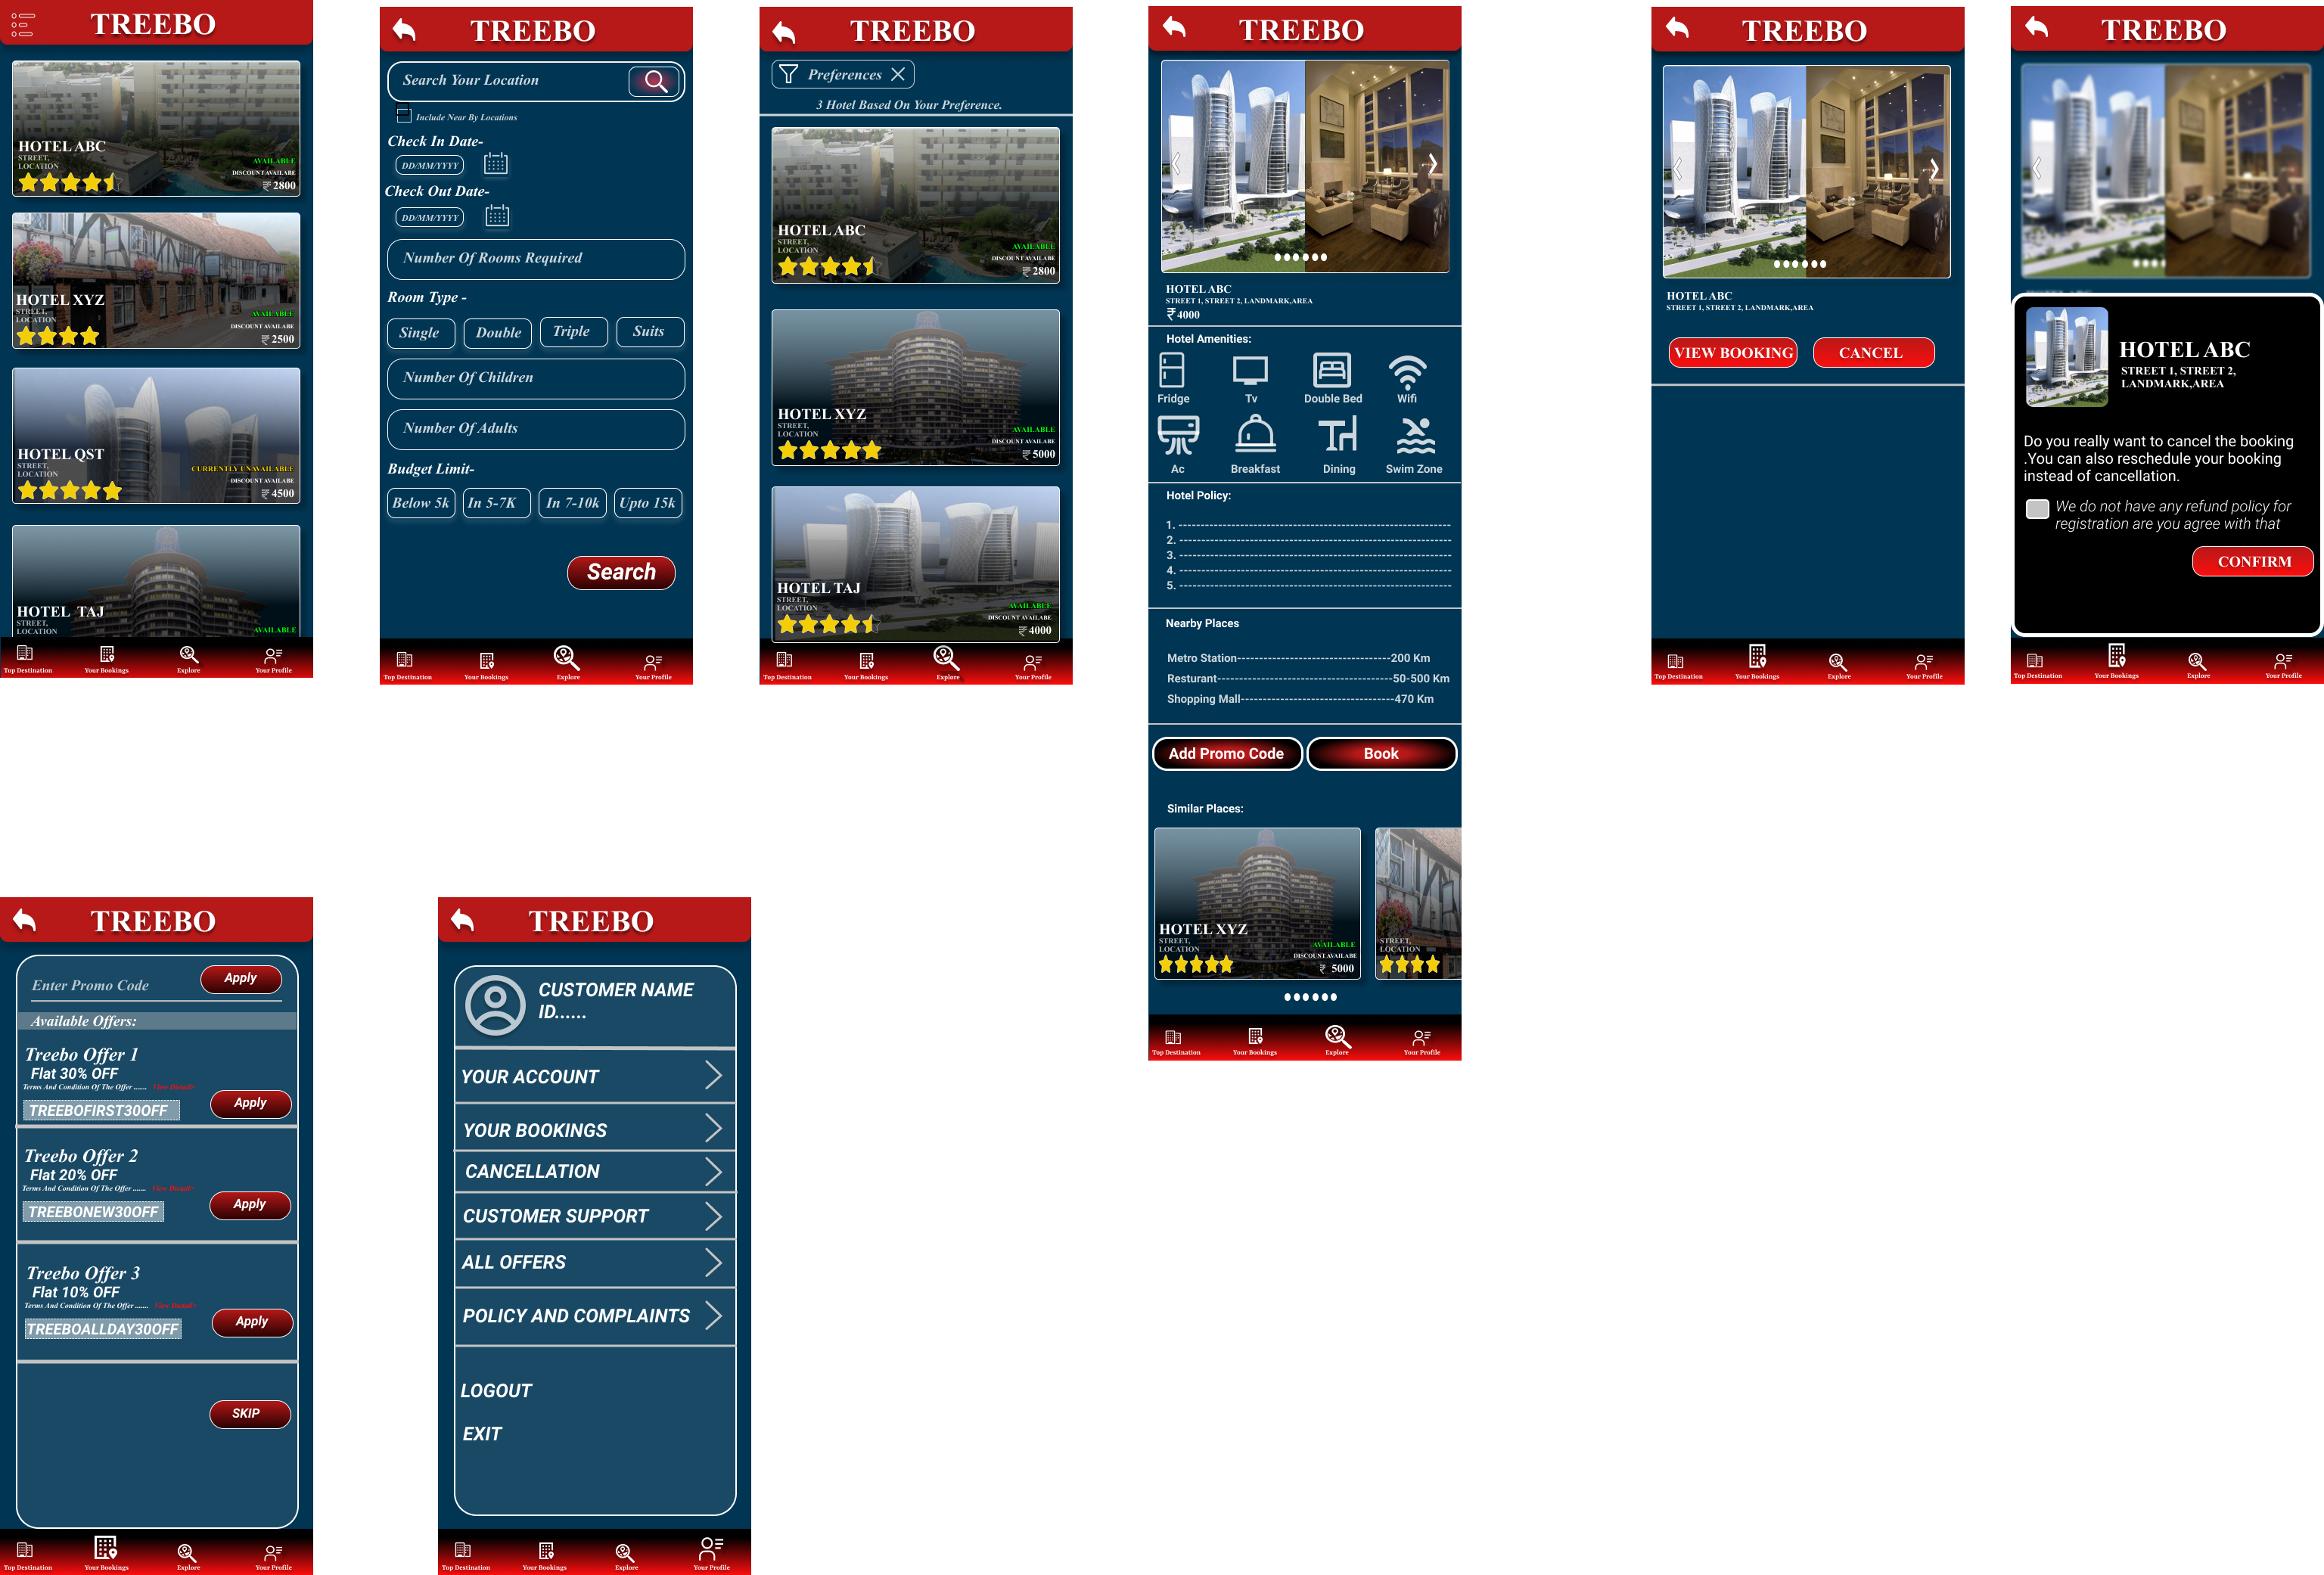 TREEBO
HOTEL ABC
STREET,
LOCATION
AVAILABLE
DISCOUNT AVAILABE
₹ 2800
HOTEL XYZ
STREET,
LOCATION
AVAILABLE
DISCOUNT AVAILABE
₹ 2500
HOTEL QST
STREET,
LOCATION
CURRENTLY UNAVAILABLE
DISCOUNT AVAILABE
₹ 4500
HOTEL TAJ
STREET,
LOCATION
AVAILABLE
Top Destination Your Bookings Explore Your Profile
TREEBO
Search Your Location
Include Near By Locations
Check In Date-
DD/MM/YYYY
Check Out Date-
DD/MM/YYYY
Number Of Rooms Required
Room Type -
Single Double Triple Suits
Number Of Children
Number Of Adults
Budget Limit-
Below 5k In 5-7K In 7-10k Upto 15k
Search
Top Destination Your Bookings Explore Your Profile
TREEBO
Preferences
3 Hotel Based On Your Preference.
HOTEL ABC
STREET,
LOCATION
AVAILABLE
DISCOUNT AVAILABE
₹ 2800
HOTEL XYZ
STREET,
LOCATION
AVAILABLE
DISCOUNT AVAILABE
₹ 5000
HOTEL TAJ
STREET,
LOCATION
AVAILABLE
DISCOUNT AVAILABE
₹ 4000
Top Destination Your Bookings Explore Your Profile
TREEBO
HOTEL ABC
STREET 1, STREET 2, LANDMARK,AREA
₹ 4000
Hotel Amenities:
Fridge Tv Double Bed Wifi
Ac Breakfast Dining Swim Zone
Hotel Policy:
1. --------------------------------------------------------------
2. --------------------------------------------------------------
3. --------------------------------------------------------------
4. --------------------------------------------------------------
5. --------------------------------------------------------------
Nearby Places
Metro Station-----------------------------------200 Km
Resturant----------------------------------------50-500 Km
Shopping Mall-----------------------------------470 Km
Add Promo Code Book
Similar Places:
HOTEL XYZ
STREET,
LOCATION
AVAILABLE
DISCOUNT AVAILABE
₹ 5000
STREET,
LOCATION
Top Destination Your Bookings Explore Your Profile
TREEBO
HOTEL ABC
STREET 1, STREET 2, LANDMARK,AREA
VIEW BOOKING CANCEL
Top Destination Your Bookings Explore Your Profile
TREEBO
HOTEL ABC
STREET 1, STREET 2,
LANDMARK,AREA
Do you really want to cancel the booking
.You can also reschedule your booking
instead of cancellation.
We do not have any refund policy for
registration are you agree with that
CONFIRM
Top Destination Your Bookings Explore Your Profile
TREEBO
Enter Promo Code Apply
Available Offers:
Treebo Offer 1
Flat 30% OFF
Terms And Condition Of The Offer ...... View Detail>
TREEBOFIRST30OFF Apply
Treebo Offer 2
Flat 20% OFF
Terms And Condition Of The Offer ...... View Detail>
TREEBONEW30OFF Apply
Treebo Offer 3
Flat 10% OFF
Terms And Condition Of The Offer ...... View Detail>
TREEBOALLDAY30OFF Apply
SKIP
Top Destination Your Bookings Explore Your Profile
TREEBO
CUSTOMER NAME
ID......
YOUR ACCOUNT
YOUR BOOKINGS
CANCELLATION
CUSTOMER SUPPORT
ALL OFFERS
POLICY AND COMPLAINTS
LOGOUT
EXIT
Top Destination Your Bookings Explore Your Profile